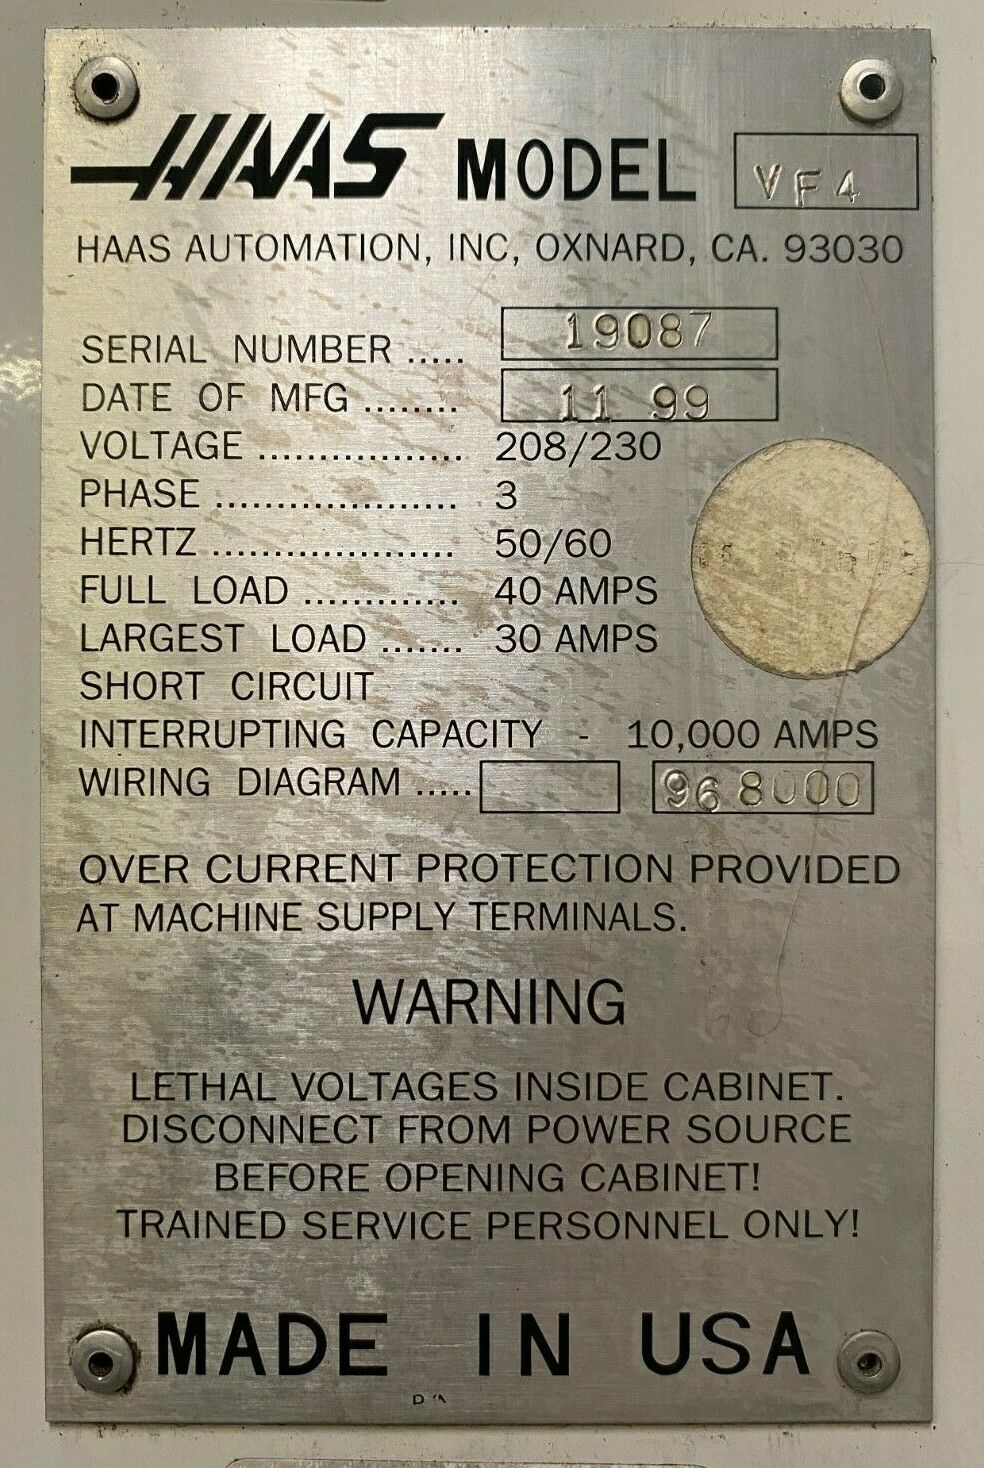 HAAS MODEL VF4
HAAS AUTOMATION, INC, OXNARD, CA. 93030
SERIAL NUMBER ..... 19087
DATE OF MFG ........ 11 99
VOLTAGE ................. 208/230
PHASE .................... 3
HERTZ .................... 50/60
FULL LOAD ............. 40 AMPS
LARGEST LOAD ....... 30 AMPS
SHORT CIRCUIT
INTERRUPTING CAPACITY - 10,000 AMPS
WIRING DIAGRAM ..... 96 8000
OVER CURRENT PROTECTION PROVIDED
AT MACHINE SUPPLY TERMINALS.
WARNING
LETHAL VOLTAGES INSIDE CABINET.
DISCONNECT FROM POWER SOURCE
BEFORE OPENING CABINET!
TRAINED SERVICE PERSONNEL ONLY!
MADE IN USA